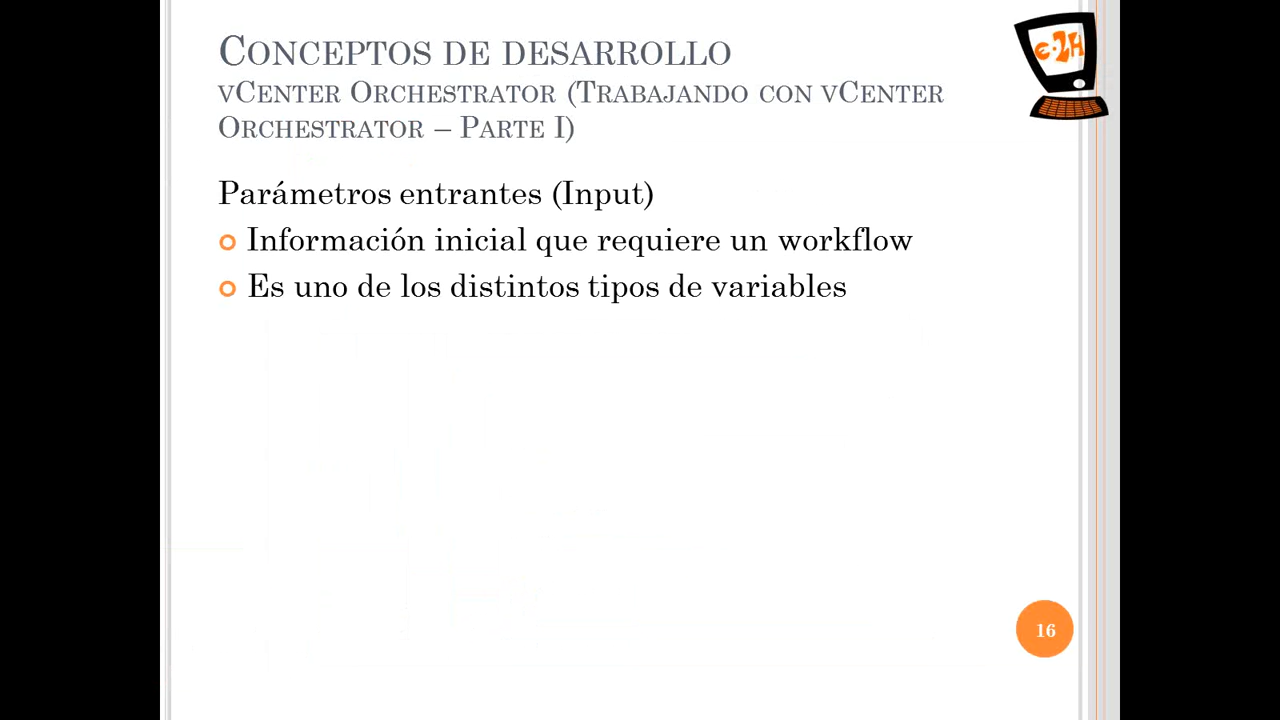 CONCEPTOS DE DESARROLLO
VCENTER ORCHESTRATOR (TRABAJANDO CON VCENTER
ORCHESTRATOR – PARTE I)
e-2H
Parámetros entrantes (Input)
Información inicial que requiere un workflow
Es uno de los distintos tipos de variables
16